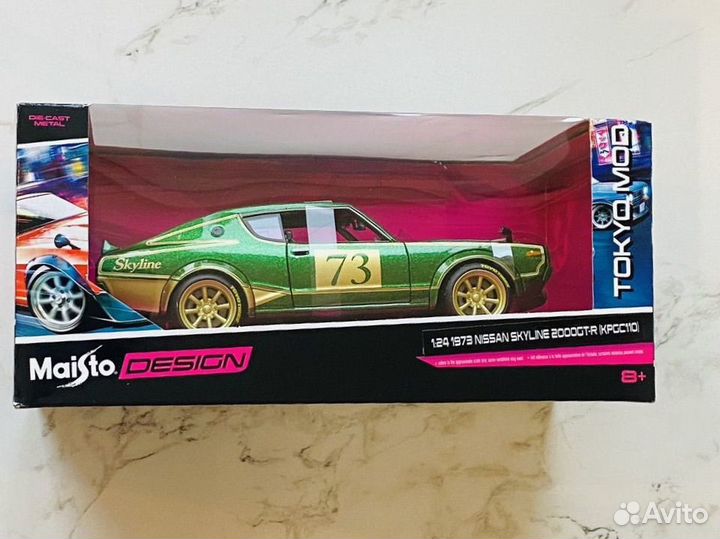 DIE-CAST
METAL
TOKYO MOD
Skyline
73
1:24 1973 NISSAN SKYLINE 2000GT-R (KPGC110)
Maisto DESIGN
8+
Avito